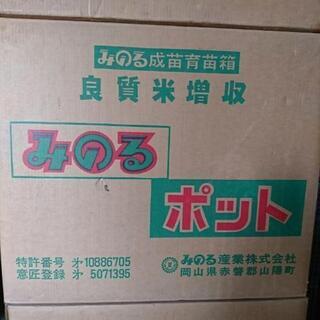 みのる成苗育苗箱
良質米増収
みのる
ポット
特許番号 オ10886705
意匠登録 オ5071395
みのる産業株式会社
岡山県赤磐郡山陽町